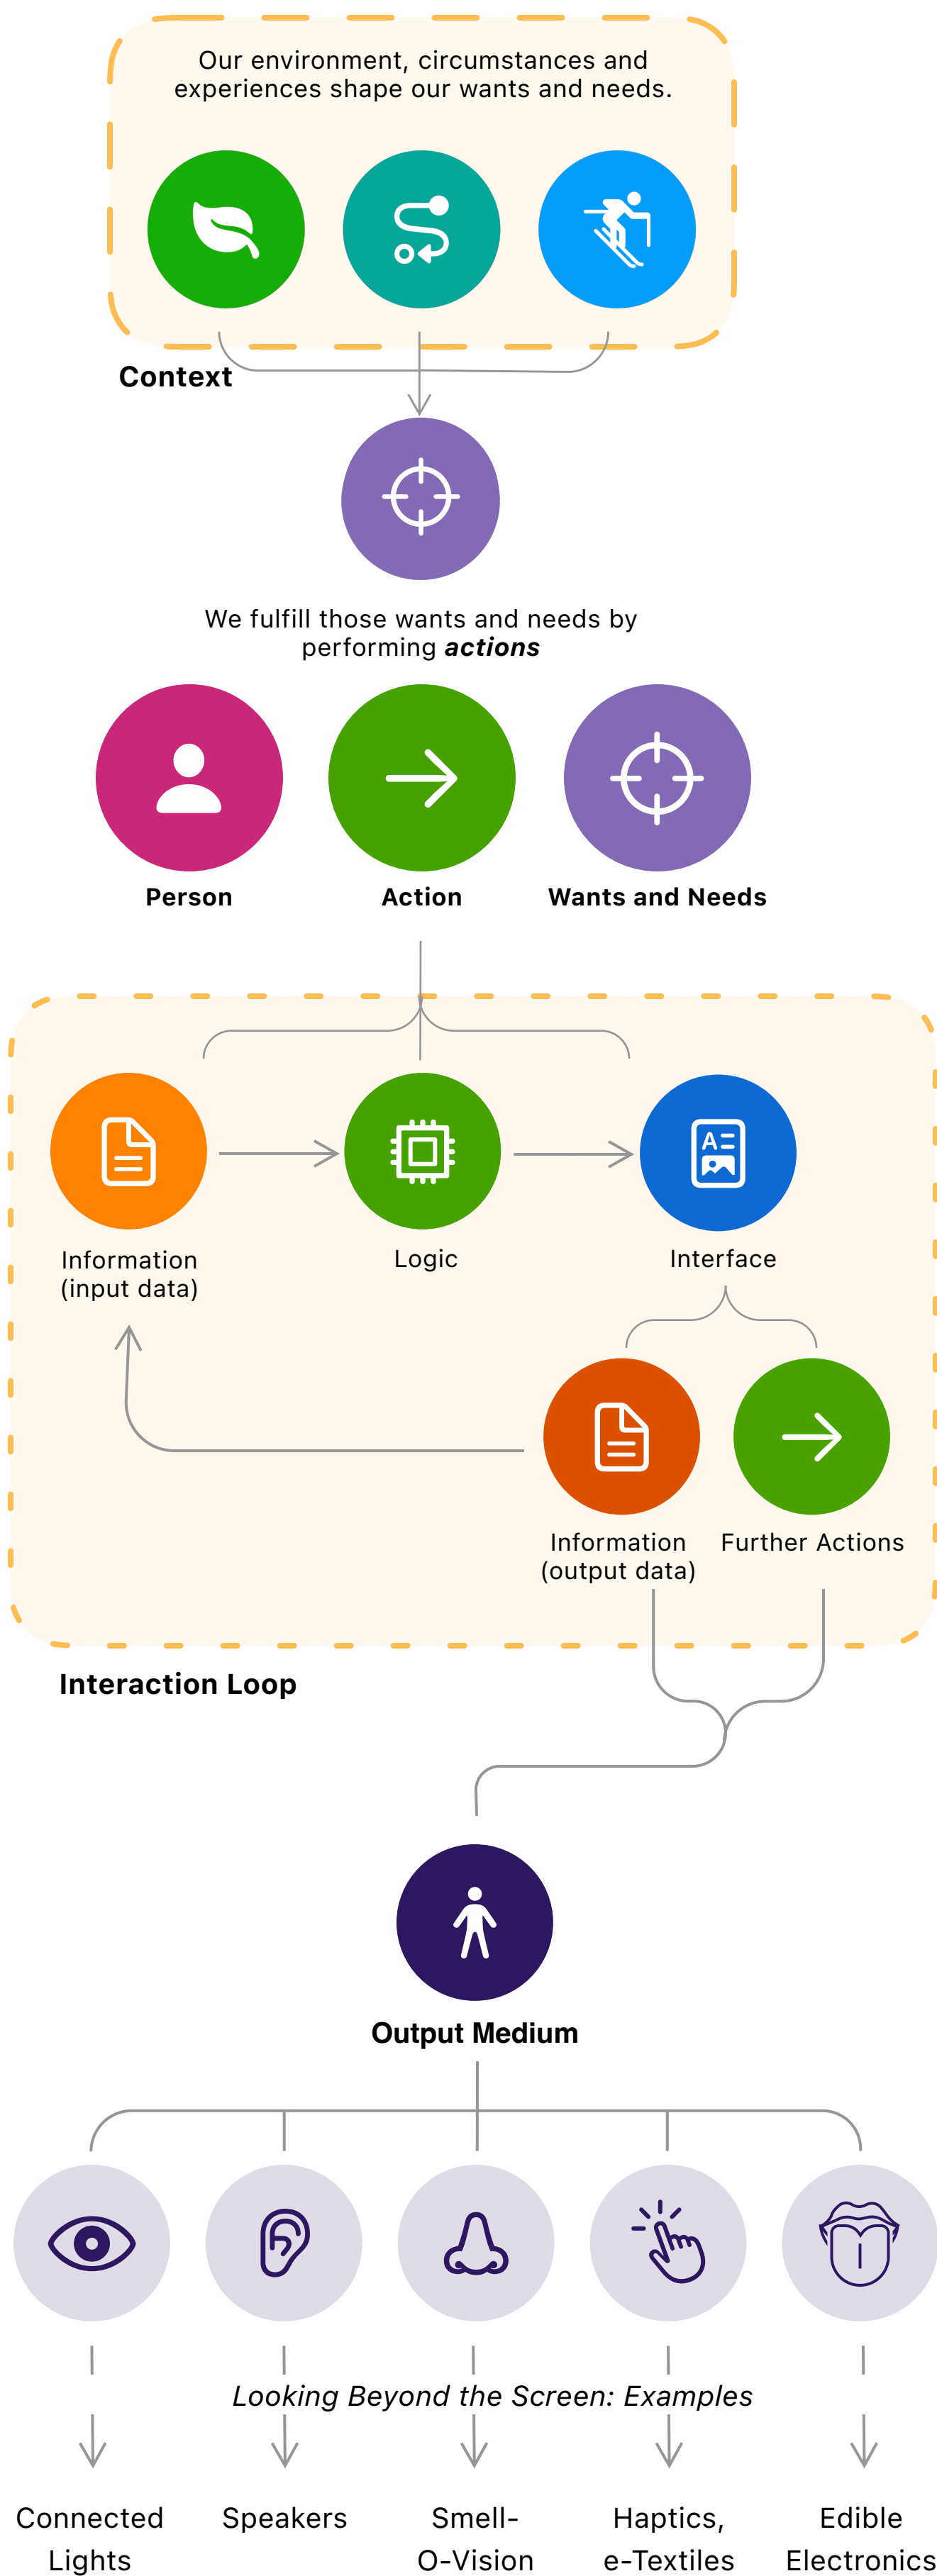 Our environment, circumstances and
experiences shape our wants and needs.
Context
We fulfill those wants and needs by
performing actions
Person
Action
Wants and Needs
Information
(input data)
Logic
Interface
Information
(output data)
Further Actions
Interaction Loop
Output Medium
Looking Beyond the Screen: Examples
Connected
Lights
Speakers
Smell-
O-Vision
Haptics,
e-Textiles
Edible
Electronics